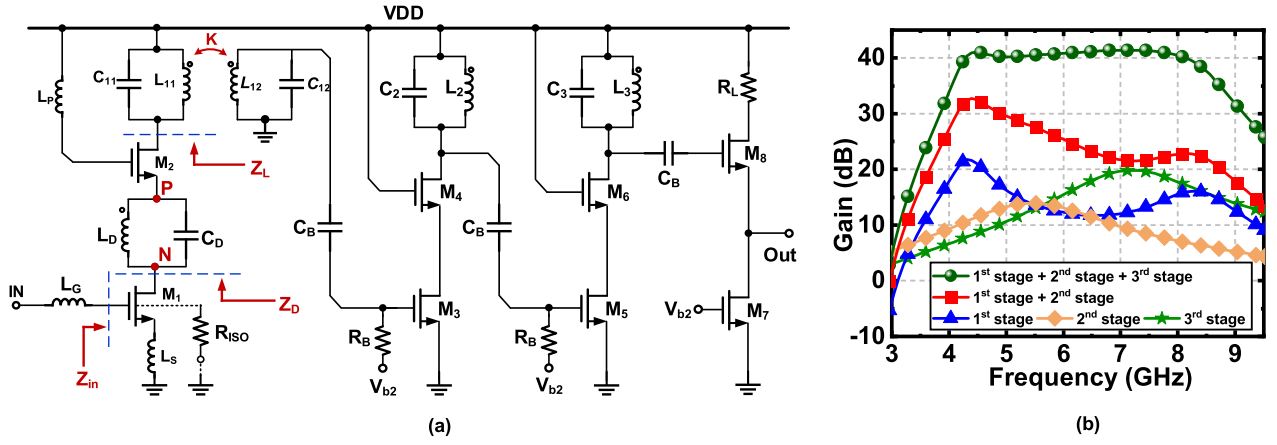 VDD
K
C11
L11
L12
C12
LP
M2
ZL
P
LD
CD
N
ZD
LG
IN
M1
RISO
LS
Zin
CB
C2
L2
M4
M3
RB
Vb2
CB
C3
L3
M6
M5
RB
Vb2
CB
RL
M8
Out
Vb2
M7
(a)
Gain (dB)
40
30
20
10
0
-10
1st stage + 2nd stage + 3rd stage
1st stage + 2nd stage
1st stage 2nd stage 3rd stage
3 4 5 6 7 8 9
Frequency (GHz)
(b)